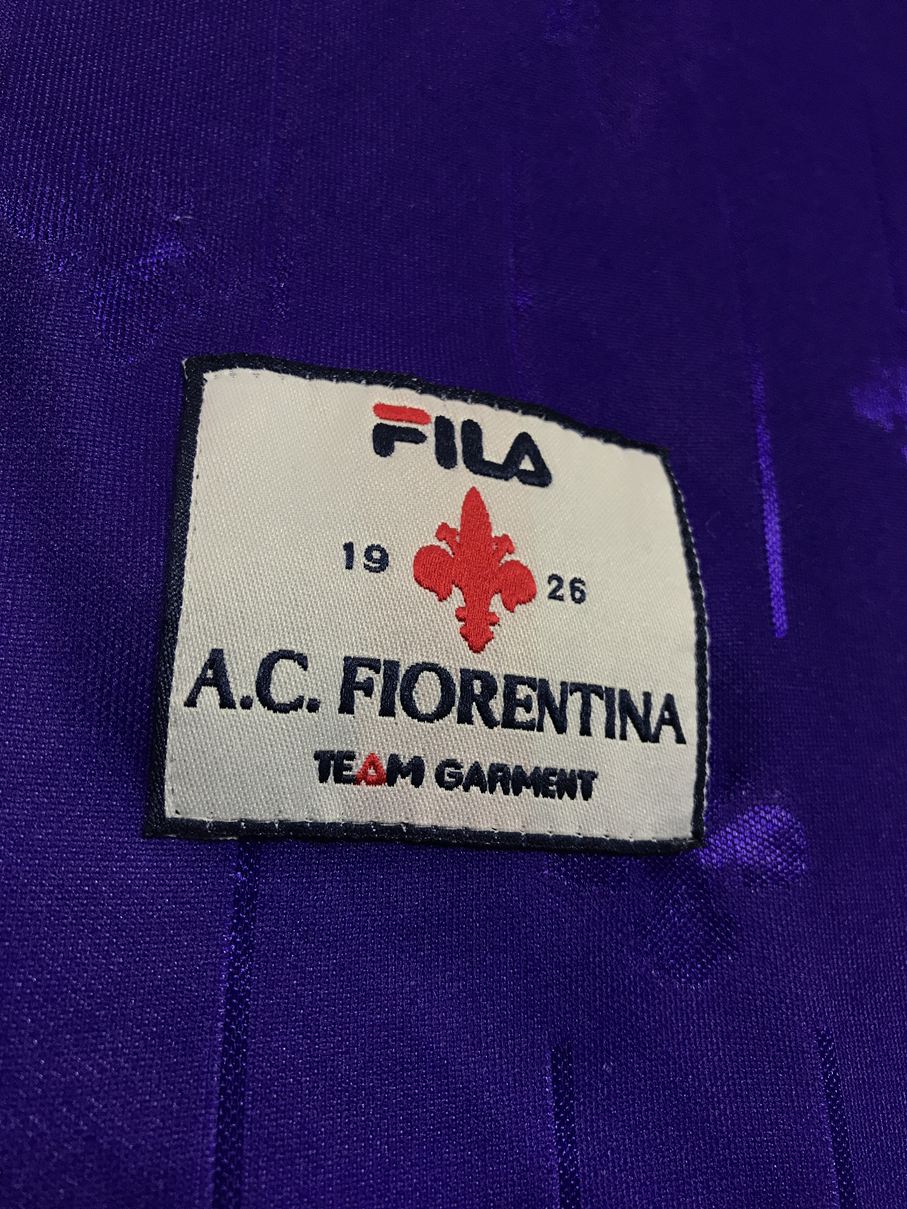 FILA
19 26
A.C. FIORENTINA
TEAM GARMENT